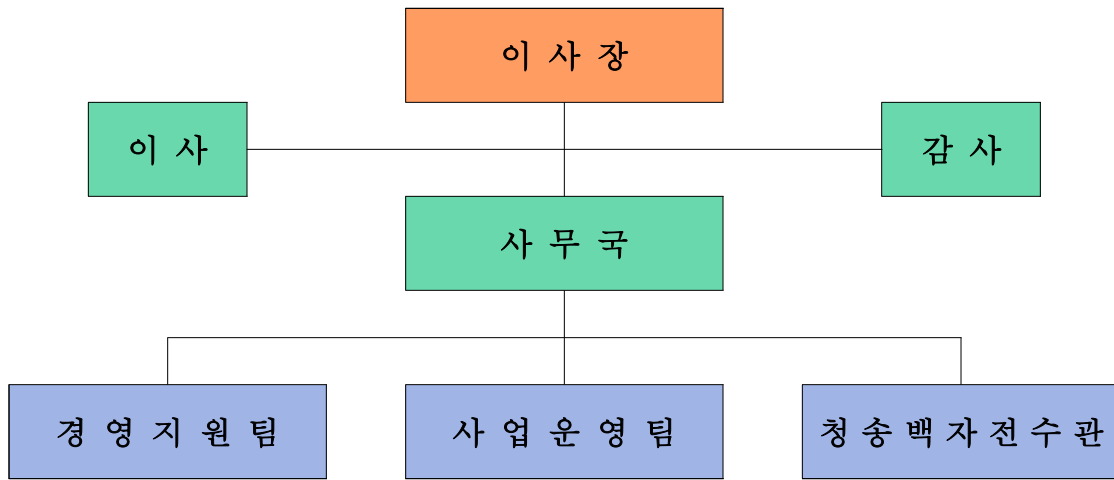 이 사 장
이 사
감 사
사 무 국
경 영 지 원 팀
사 업 운 영 팀
청 송 백 자 전 수 관